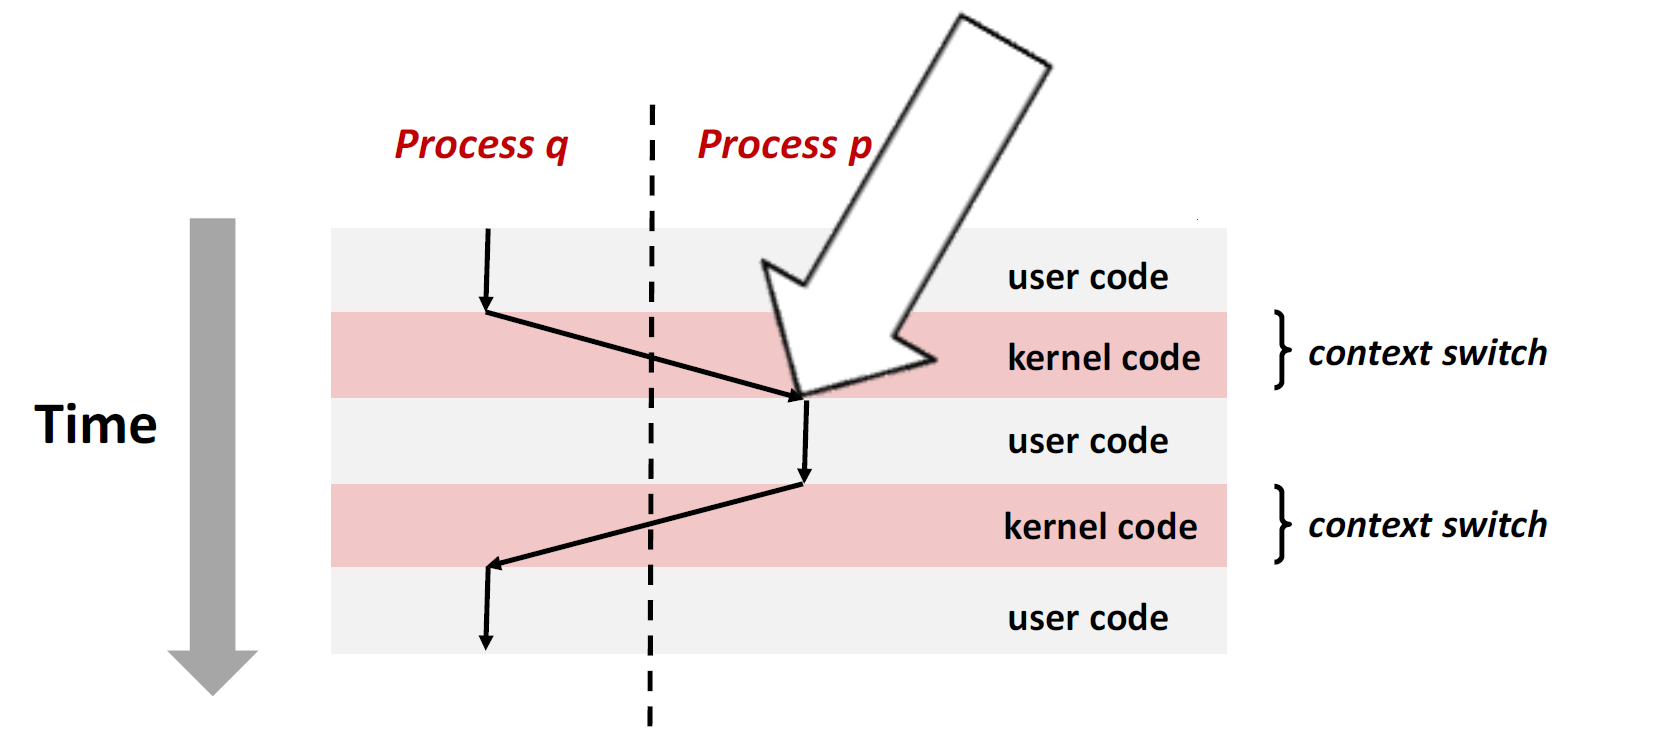 Process q
Process p
user code
kernel code
context switch
Time
user code
kernel code
context switch
user code